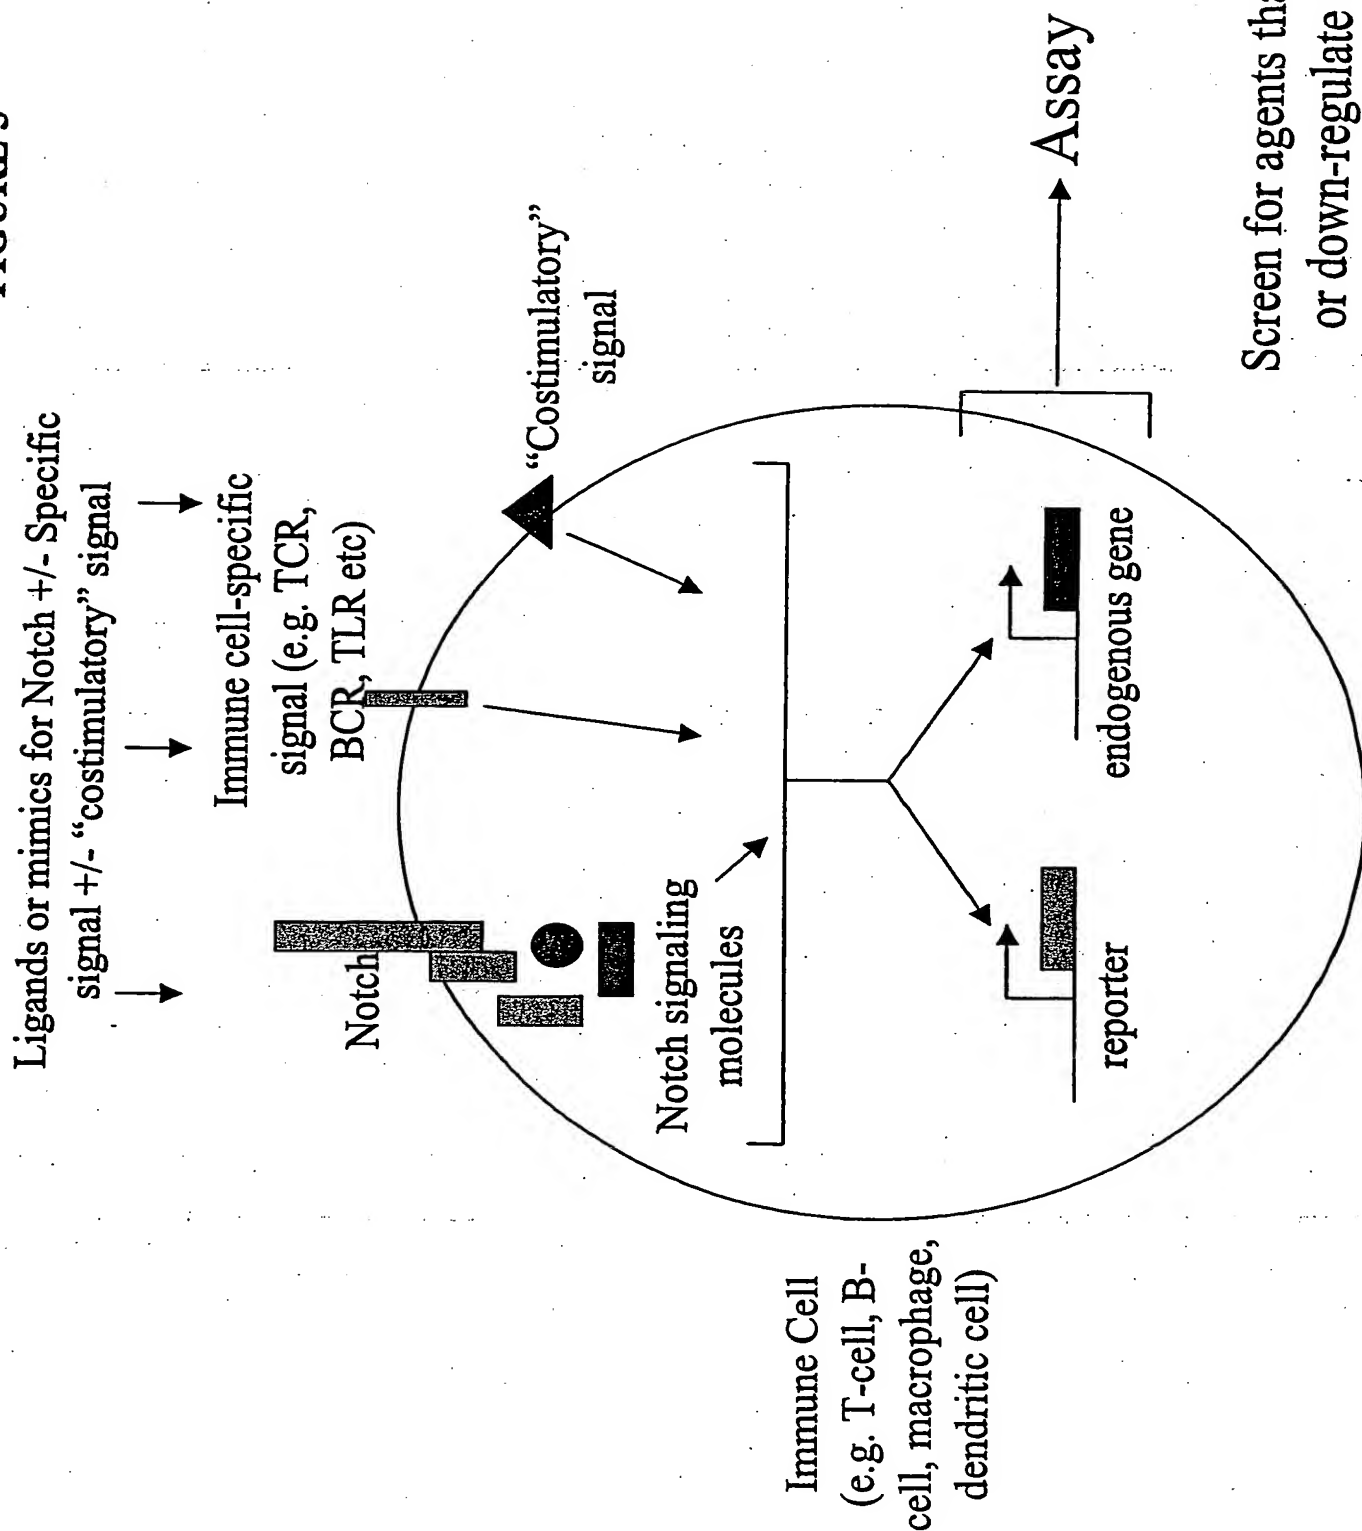 Ligands or mimics for Notch +/- Specific
signal +/- “costimulatory” signal
Immune cell-specific
signal (e.g. TCR,
BCR, TLR etc)
Notch
“Costimulatory”
signal
Notch signaling
molecules
reporter
endogenous gene
Assay
Immune Cell
(e.g. T-cell, B-
cell, macrophage,
dendritic cell)
Screen for agents
or down-regulate